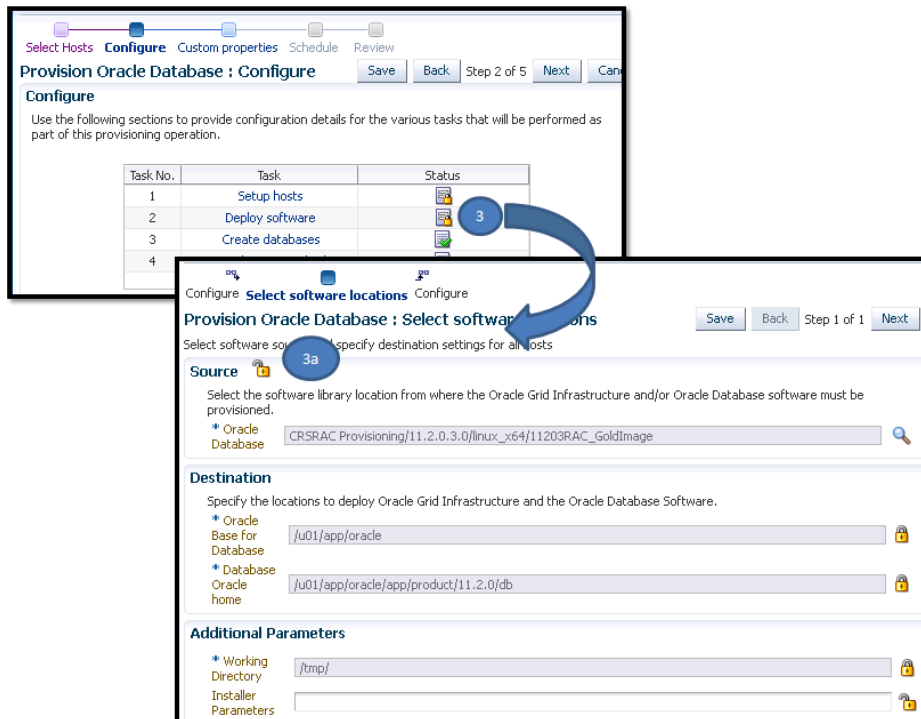 Select Hosts Configure Custom properties Schedule Review
Provision Oracle Database : Configure Save Back Step 2 of 5 Next Canc
Configure
Use the following sections to provide configuration details for the various tasks that will be performed as
part of this provisioning operation.
Task No. Task Status
1 Setup hosts
2 Deploy software
3
3 Create databases
4
Configure Select software locations Configure
Provision Oracle Database : Select softwar ns Save Back Step 1 of 1 Next
Select software sou d specify destination settings for all hosts
3a
Source
Select the software library location from where the Oracle Grid Infrastructure and/or Oracle Database software must be
provisioned.
* Oracle
Database
CRSRAC Provisioning/11.2.0.3.0/linux_x64/11203RAC_GoldImage
Destination
Specify the locations to deploy Oracle Grid Infrastructure and the Oracle Database Software.
* Oracle
Base for
Database
/u01/app/oracle
* Database
Oracle
home
/u01/app/oracle/app/product/11.2.0/db
Additional Parameters
* Working
Directory
/tmp/
Installer
Parameters